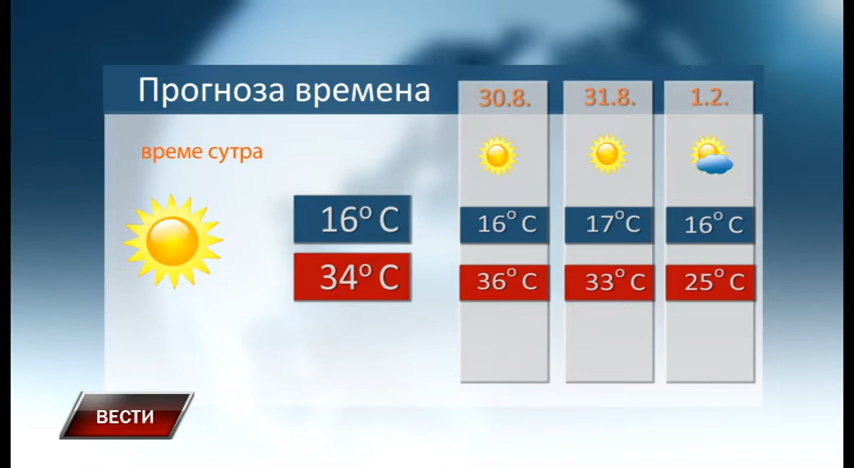 Прогноза времена
време сутра
16° C
34° C
30.8.
16° C
36° C
31.8.
17°C
33° C
1.2.
16° C
25° C
ВЕСТИ